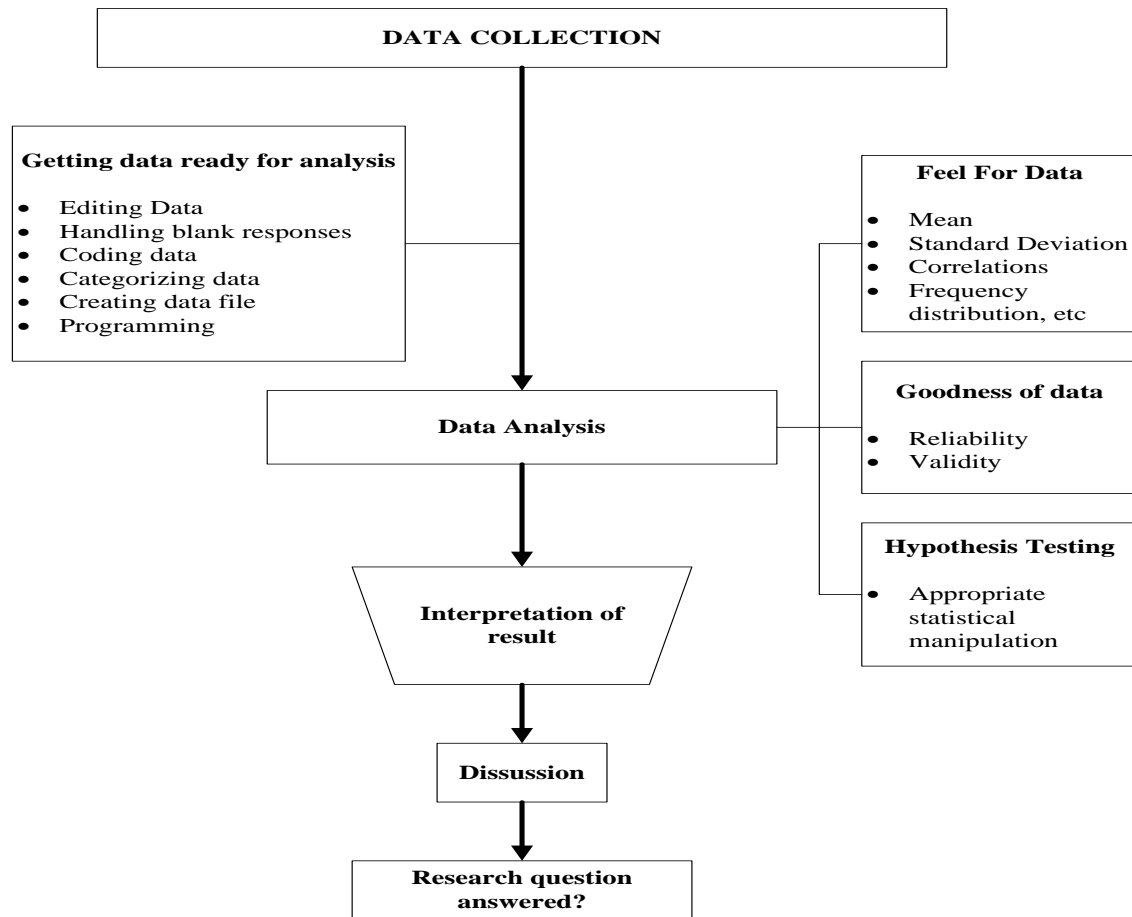 DATA COLLECTION
Getting data ready for analysis
• Editing Data
• Handling blank responses
• Coding data
• Categorizing data
• Creating data file
• Programming
Feel For Data
• Mean
• Standard Deviation
• Correlations
• Frequency
distribution, etc
Data Analysis
Goodness of data
• Reliability
• Validity
Hypothesis Testing
• Appropriate
statistical
manipulation
Interpretation of
result
Dissussion
Research question
answered?